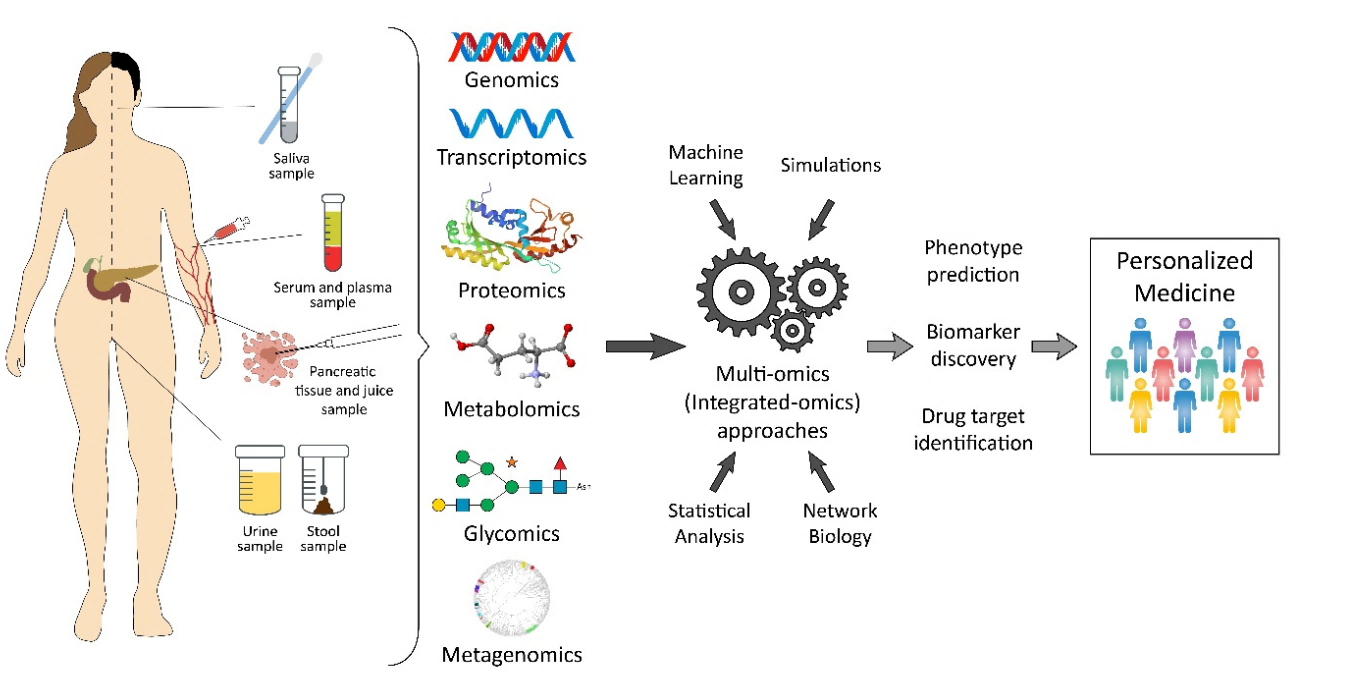 Saliva
sample
Serum and plasma
sample
Pancreatic
tissue and juice
sample
Urine
sample
Stool
sample
Genomics
Transcriptomics
Proteomics
Metabolomics
Asn
Glycomics
Metagenomics
Machine
Learning
Simulations
Multi-omics
(Integrated-omics)
approaches
Statistical
Analysis
Network
Biology
Phenotype
prediction
Biomarker
discovery
Drug target
identification
Personalized
Medicine